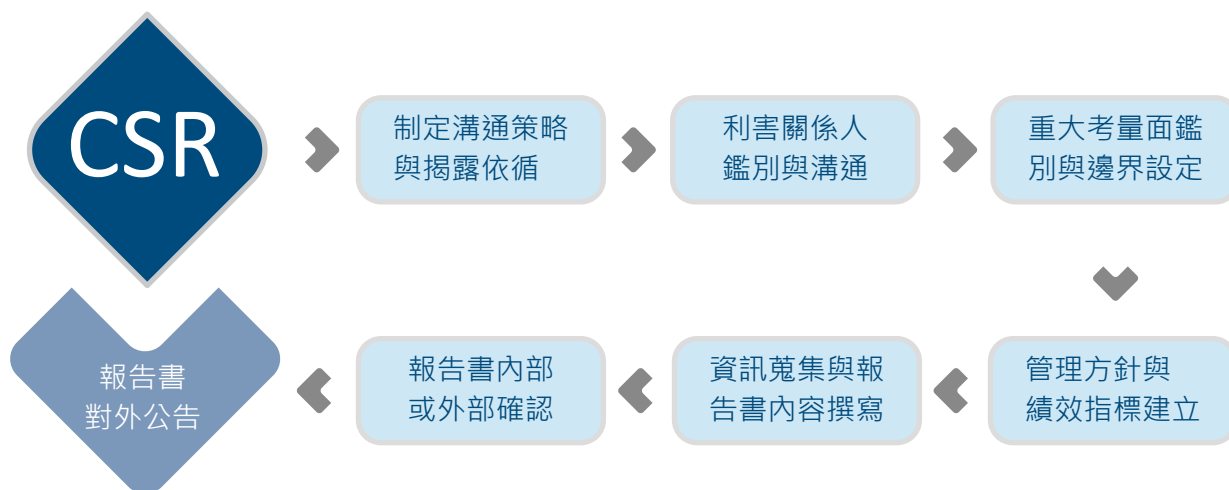 CSR
制定溝通策略
與揭露依循
利害關係人
鑑別與溝通
重大考量面鑑
別與邊界設定
管理方針與
績效指標建立
資訊蒐集與報
告書內容撰寫
報告書內部
或外部確認
報告書
對外公告